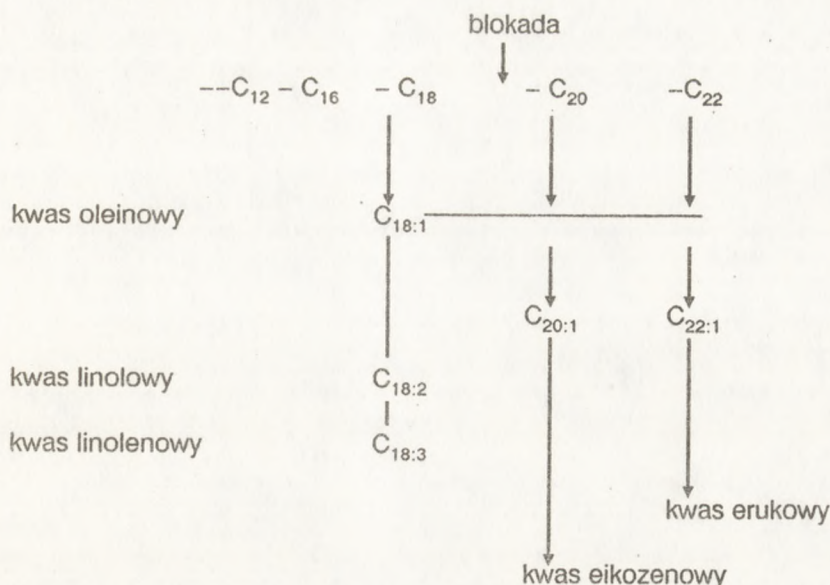 blokada
--C₁₂ – C₁₆ – C₁₈ – C₂₀ –C₂₂
kwas oleinowy C₁₈:₁
C₂₀:₁ C₂₂:₁
kwas linolowy C₁₈:₂
kwas linolenowy C₁₈:₃
kwas erukowy
kwas eikozenowy